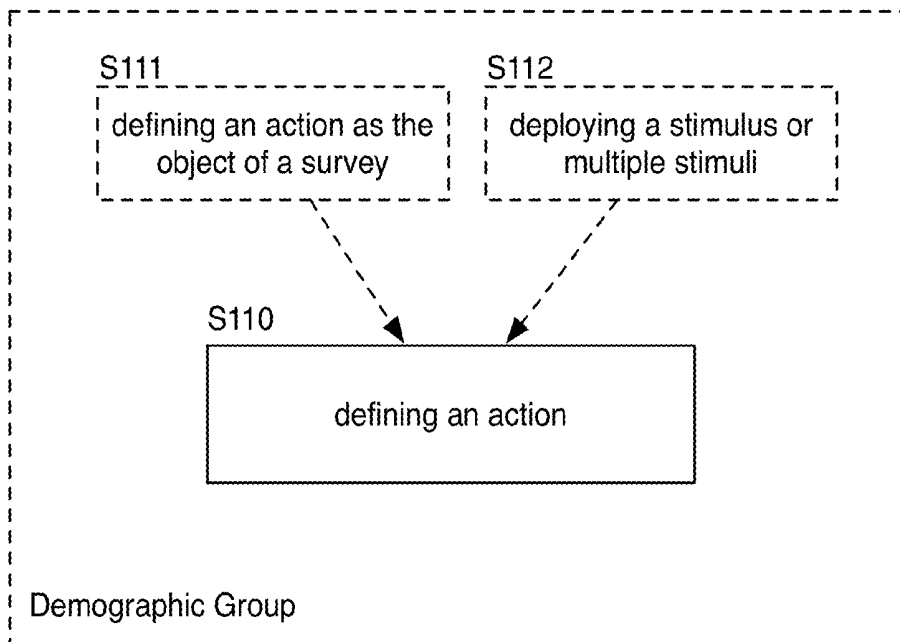 S111
defining an action as the
object of a survey
S112
deploying a stimulus or
multiple stimuli
S110
defining an action
Demographic Group